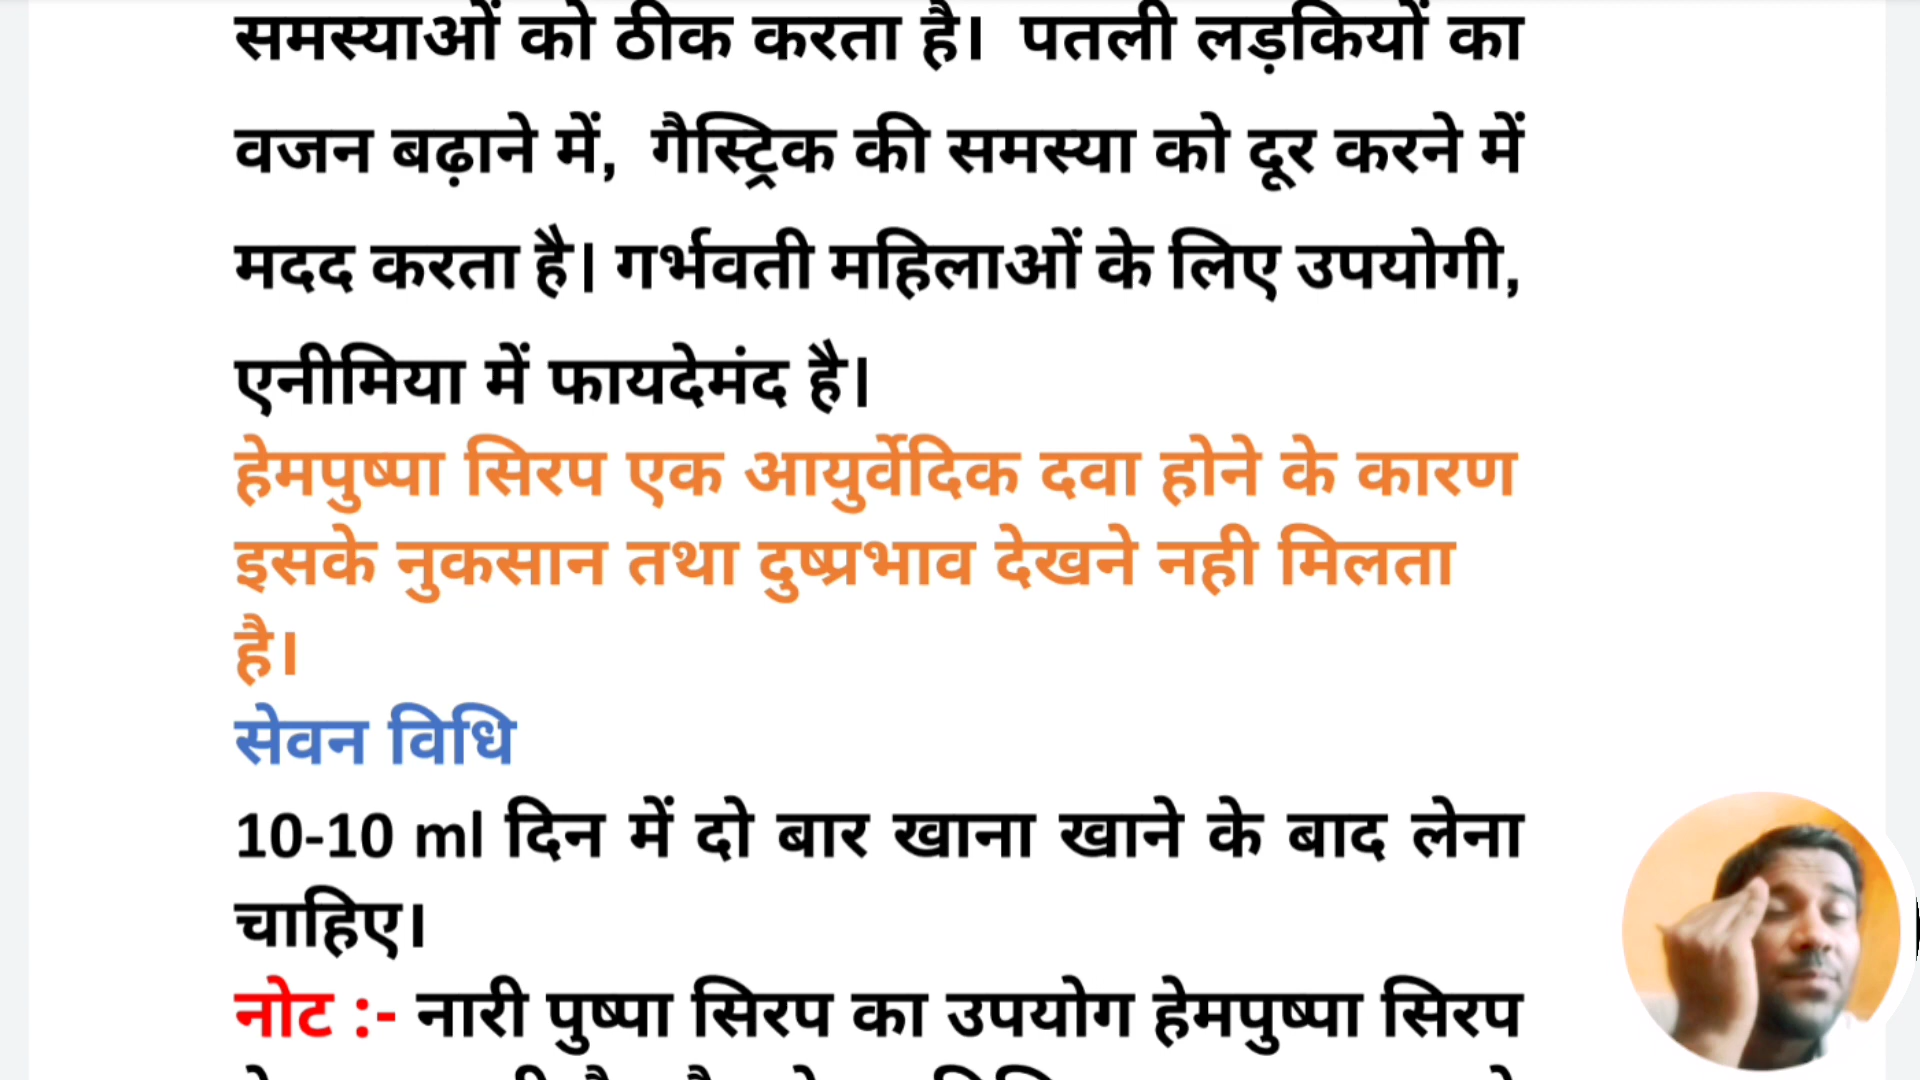 समस्याओं को ठीक करता है। पतली लड़कियों का
वजन बढ़ाने में, गैस्ट्रिक की समस्या को दूर करने में
मदद करता है। गर्भवती महिलाओं के लिए उपयोगी,
एनीमिया में फायदेमंद है।
हेमपुष्पा सिरप एक आयुर्वेदिक दवा होने के कारण
इसके नुकसान तथा दुष्प्रभाव देखने नही मिलता
है।
सेवन विधि
10-10 ml दिन में दो बार खाना खाने के बाद लेना
चाहिए।
नोट :- नारी पुष्पा सिरप का उपयोग हेमपुष्पा सिरप